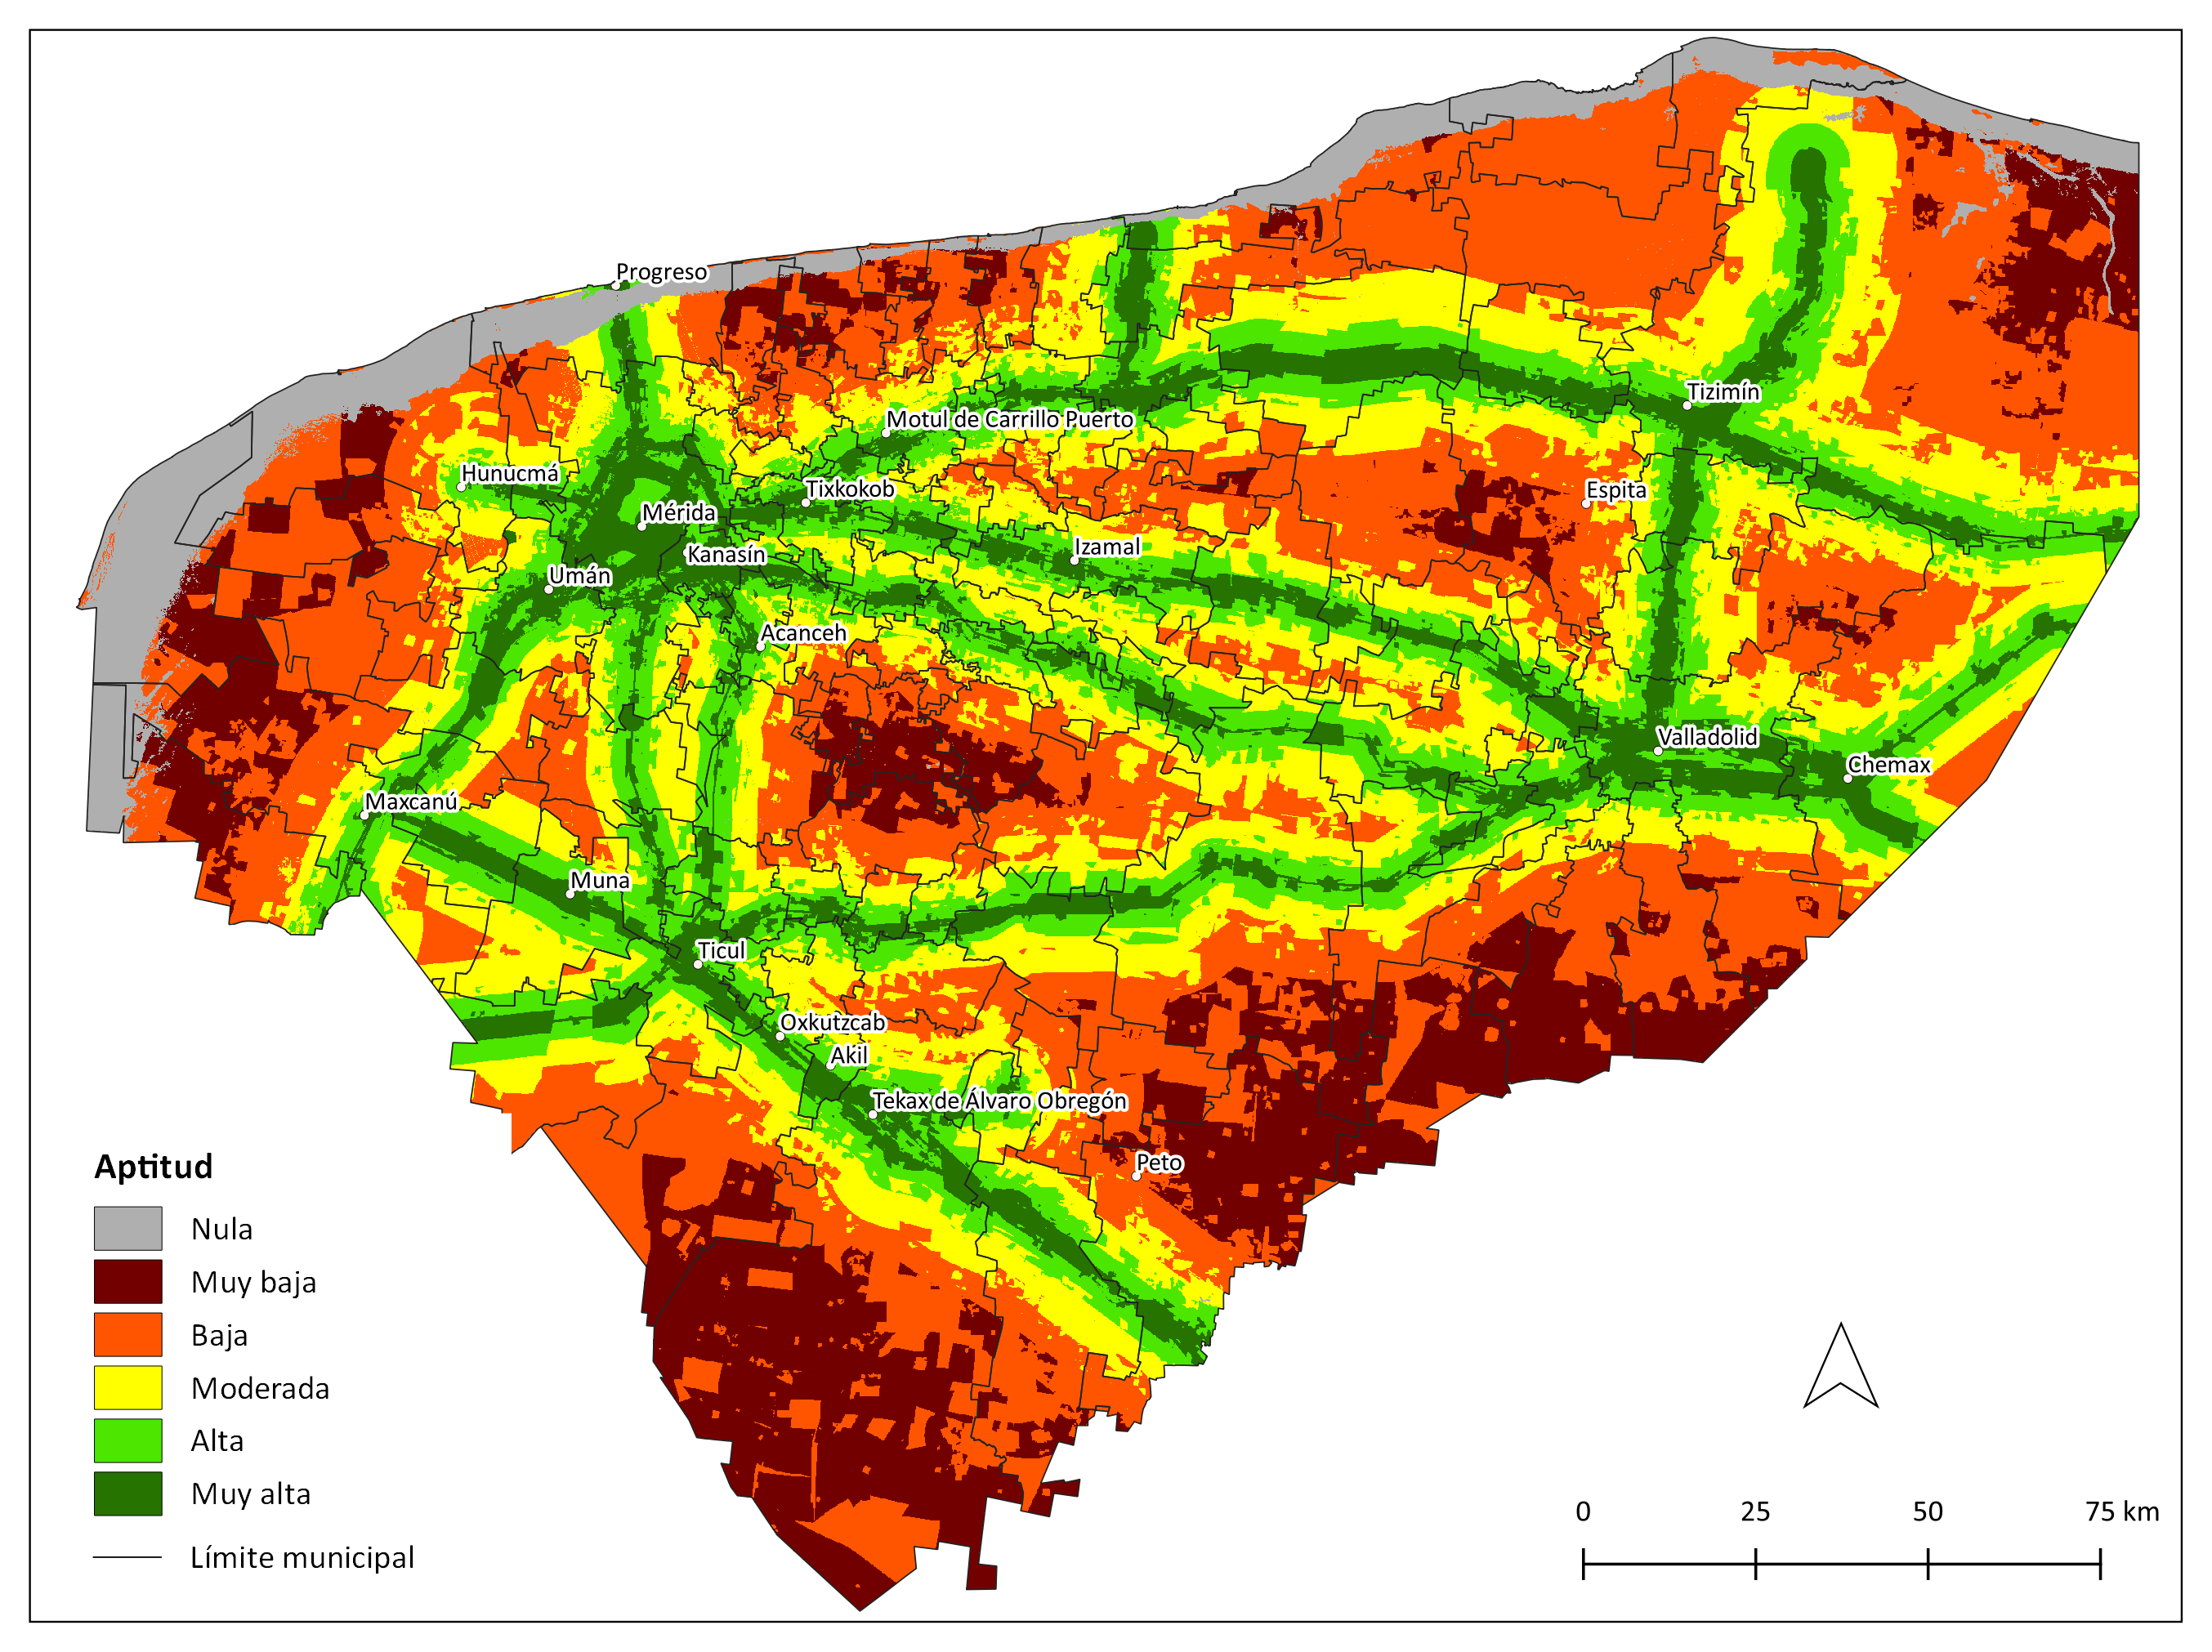 Progreso
Tizimín
Motul de Carrillo Puerto
Hunucmá
Tixkokob
Espita
Mérida
Izamal
Kanasín
Umán
Acanceh
Valladolid
Chemax
Maxcanú
Muna
Ticul
Oxkutzcab
Akil
Tekax de Álvaro Obregón
Peto
Aptitud
Nula
Muy baja
Baja
Moderada
Alta
Muy alta
Límite municipal
0 25 50 75 km